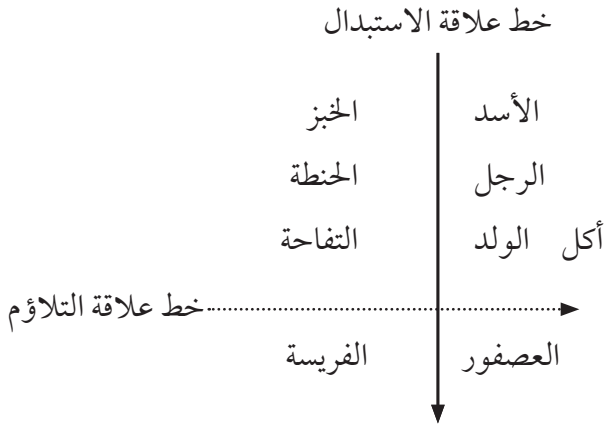 خط علاقة الاستبدال
الأسد الخبز
الرجل الحنطة
أكل الولد التفاحة
خط علاقة التلاؤم
العصفور الفريسة